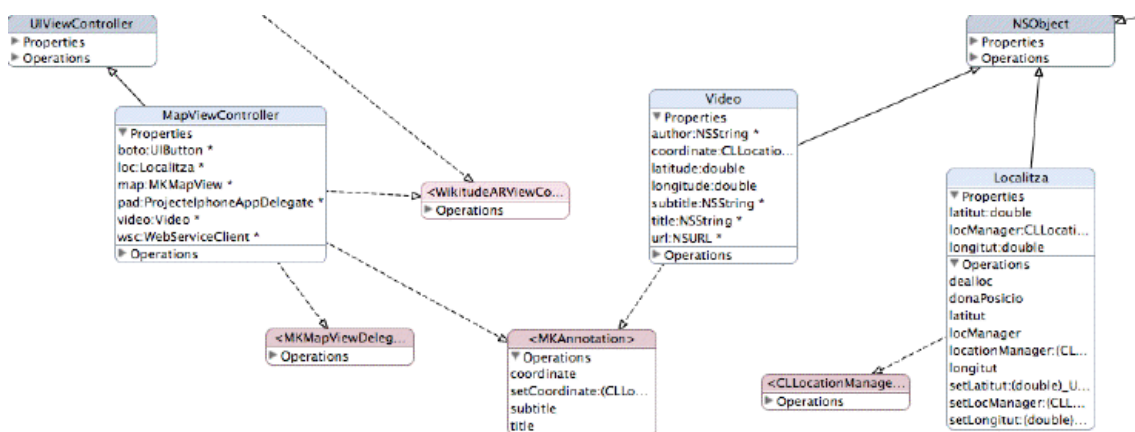 UIViewController
Properties
Operations
NSObject
Properties
Operations
MapViewController
Properties
boto:UIButton *
loc:Localitza *
map:MKMapView *
pad:ProjecteIphoneAppDelegate *
video:Video *
wsc:WebServiceClient *
Operations
<WikitudeARViewCo...
Operations
Video
Properties
author:NSString *
coordinate:CLLocatio...
latitude:double
longitude:double
subtitle:NSString *
title:NSString *
url:NSURL *
Operations
Localitza
Properties
latitut:double
locManager:CLLocati...
longitut:double
Operations
dealloc
donaPosicio
latitut
locManager
locationManager:(CL...
longitut
setLatitut:(double)_U...
setLocManager:(CLL...
setLongitut:(double)...
<MKMapViewDeleg...
Operations
<MKAnnotation>
Operations
coordinate
setCoordinate:(CLLo...
subtitle
title
<CLLocationManage...
Operations